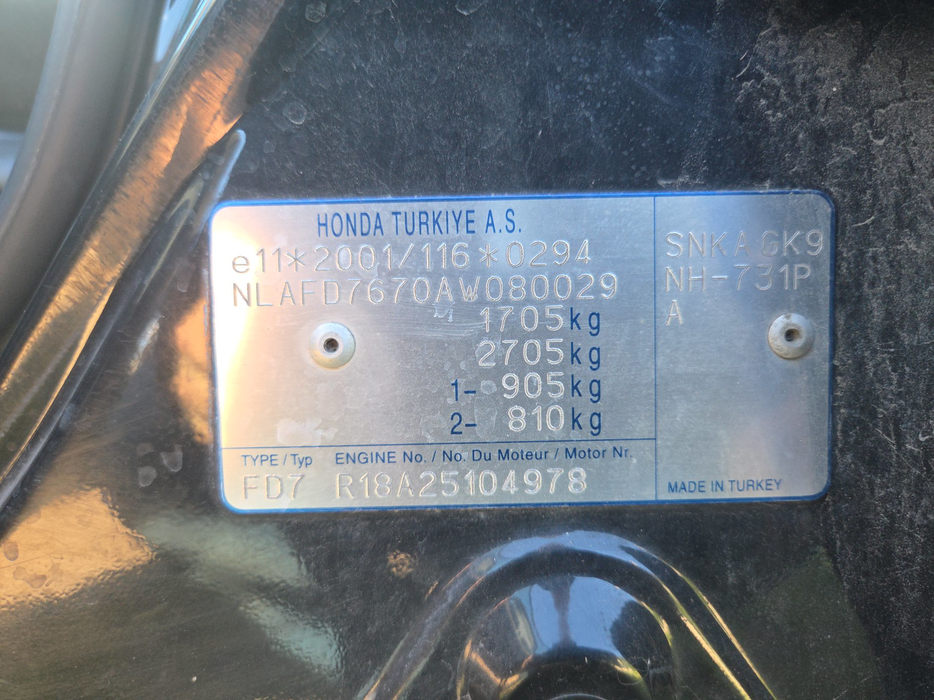 HONDA TURKIYE A.S.
e11*2001/116*0294
NLAFD7670AW080029
1705kg
2705kg
1- 905kg
2- 810kg
TYPE / Typ ENGINE No. / No. Du Moteur / Motor Nr.
FD7 R18A25104978
SNKAGK9
NH-731P
A
MADE IN TURKEY